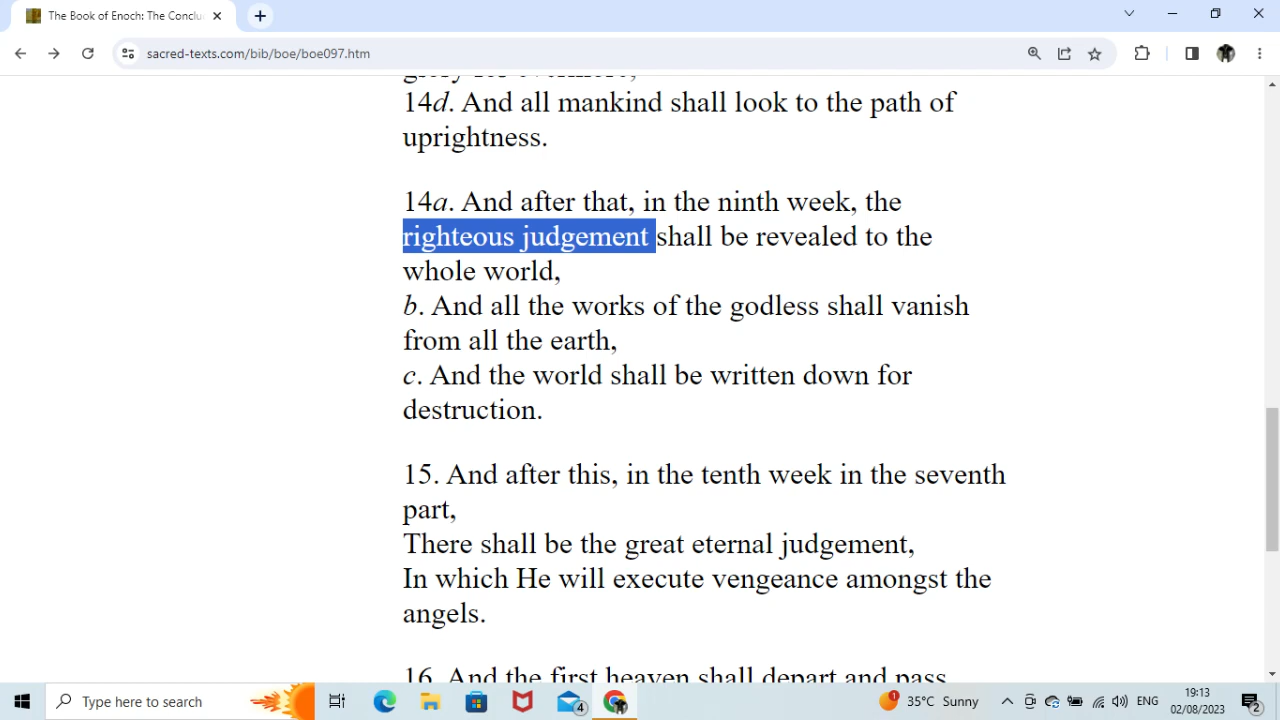 The Book of Enoch: The Conclu
sacred-texts.com/bib/boe/boe097.htm
14d. And all mankind shall look to the path of
uprightness.
14a. And after that, in the ninth week, the
righteous judgement shall be revealed to the
whole world,
b. And all the works of the godless shall vanish
from all the earth,
c. And the world shall be written down for
destruction.
15. And after this, in the tenth week in the seventh
part,
There shall be the great eternal judgement,
In which He will execute vengeance amongst the
angels.
16. And the first heaven shall depart and pass
Type here to search
4
1
35°C Sunny
ENG
19:13
02/08/2023
2